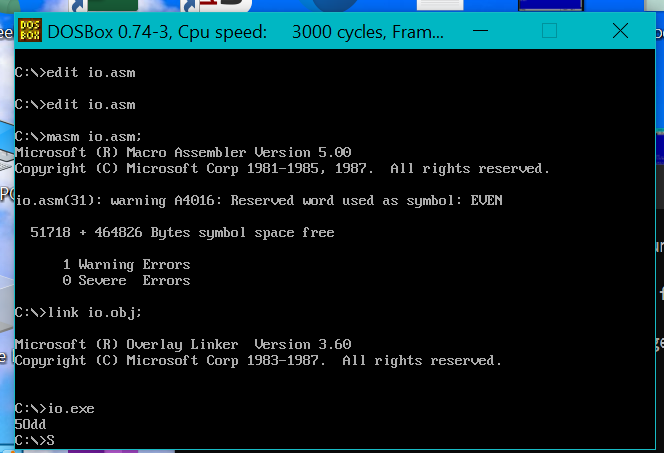 DOS
BOX
DOSBox 0.74-3, Cpu speed: 3000 cycles, Fram...
C:\>edit io.asm
C:\>edit io.asm
C:\>masm io.asm;
Microsoft (R) Macro Assembler Version 5.00
Copyright (C) Microsoft Corp 1981-1985, 1987. All rights reserved.
io.asm(31): warning A4016: Reserved word used as symbol: EVEN
51718 + 464826 Bytes symbol space free
1 Warning Errors
0 Severe Errors
C:\>link io.obj;
Microsoft (R) Overlay Linker Version 3.60
Copyright (C) Microsoft Corp 1983-1987. All rights reserved.
C:\>io.exe
5Odd
C:\>S